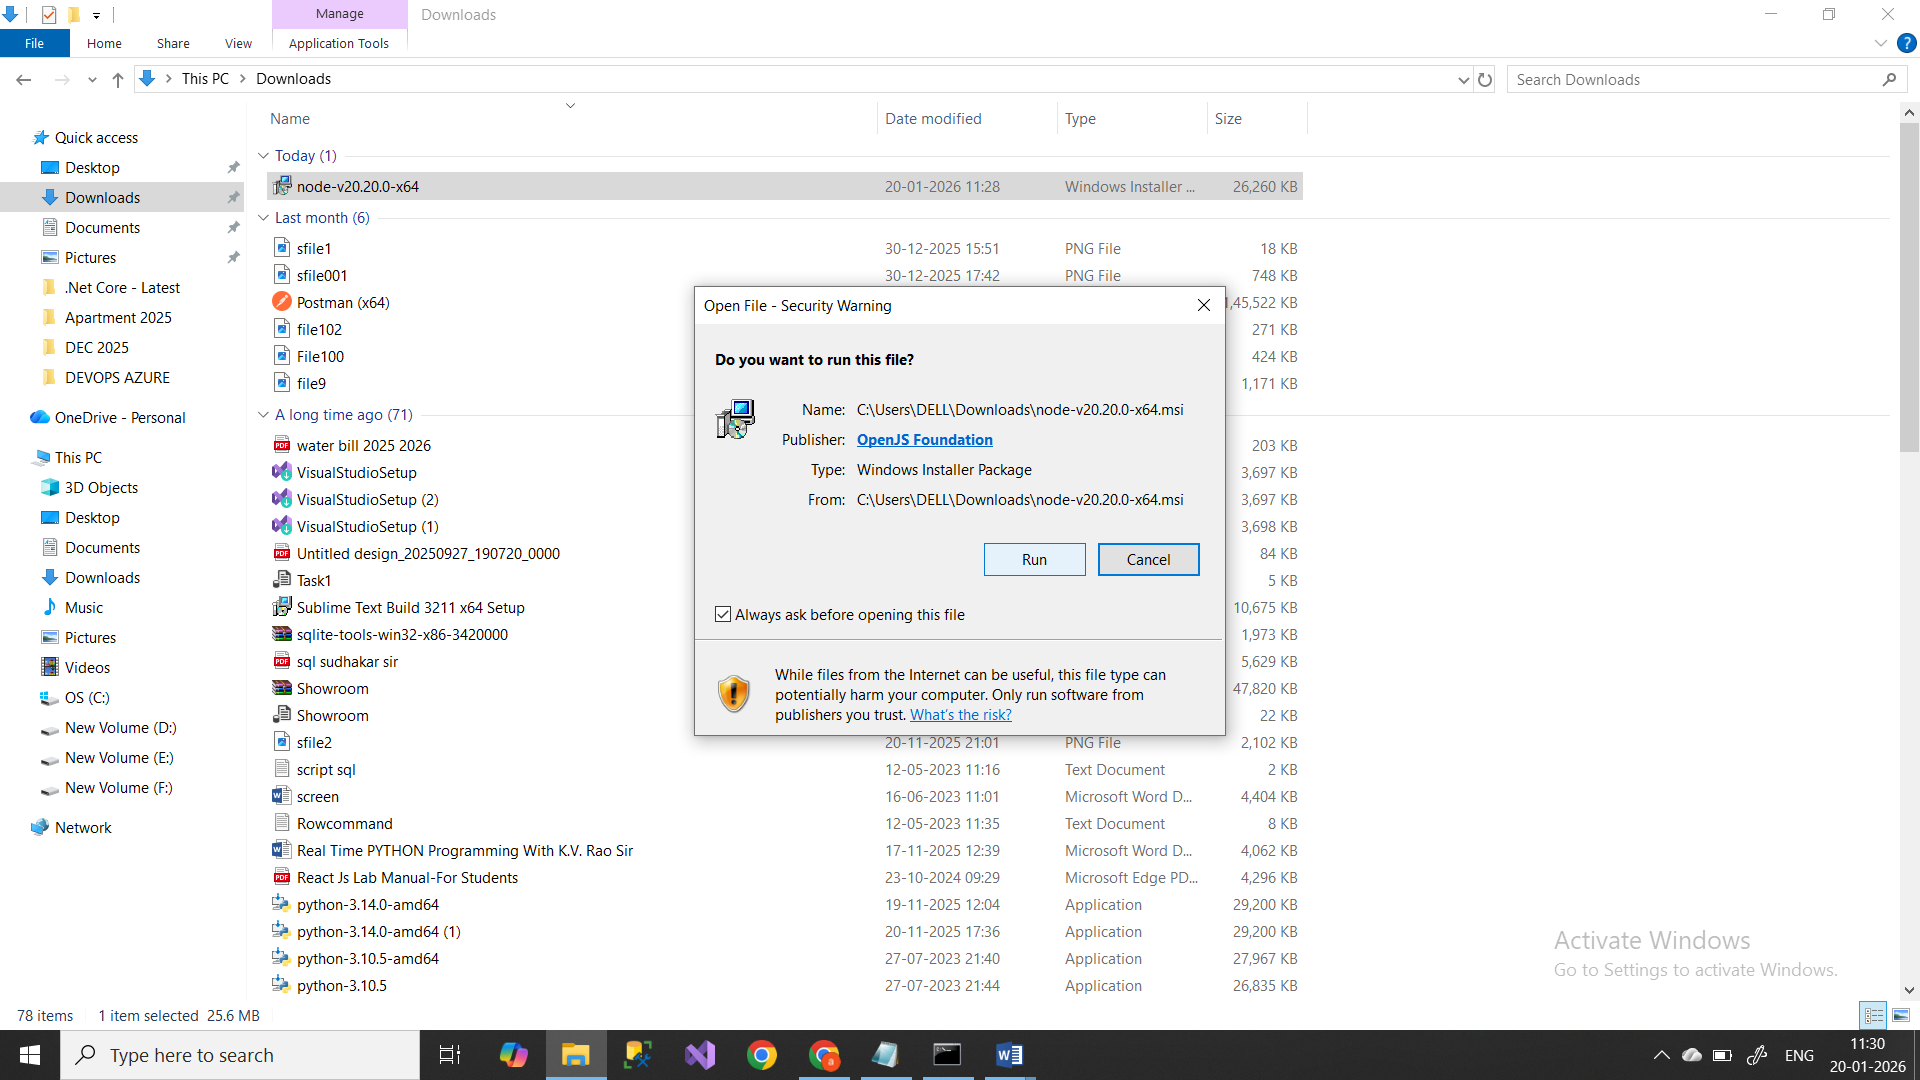 Manage
Downloads
File
Home
Share
View
Application Tools
This PC
Downloads
Search Downloads
Name
Date modified
Type
Size
Quick access
Desktop
Downloads
Documents
Pictures
.Net Core - Latest
Apartment 2025
DEC 2025
DEVOPS AZURE
OneDrive - Personal
This PC
3D Objects
Desktop
Documents
Downloads
Music
Pictures
Videos
OS (C:)
New Volume (D:)
New Volume (E:)
New Volume (F:)
Network
Today (1)
node-v20.20.0-x64 20-01-2026 11:28 Windows Installer ... 26,260 KB
Last month (6)
sfile1 30-12-2025 15:51 PNG File 18 KB
sfile001 30-12-2025 17:42 PNG File 748 KB
Postman (x64) 1,45,522 KB
file102 271 KB
File100 424 KB
file9 1,171 KB
A long time ago (71)
water bill 2025 2026 203 KB
VisualStudioSetup 3,697 KB
VisualStudioSetup (2) 3,697 KB
VisualStudioSetup (1) 3,698 KB
Untitled design_20250927_190720_0000 84 KB
Task1 5 KB
Sublime Text Build 3211 x64 Setup 10,675 KB
sqlite-tools-win32-x86-3420000 1,973 KB
sql sudhakar sir 5,629 KB
Showroom 47,820 KB
Showroom 22 KB
sfile2 20-11-2025 21:01 PNG File 2,102 KB
script sql 12-05-2023 11:16 Text Document 2 KB
screen 16-06-2023 11:01 Microsoft Word D... 4,404 KB
Rowcommand 12-05-2023 11:35 Text Document 8 KB
Real Time PYTHON Programming With K.V. Rao Sir 17-11-2025 12:39 Microsoft Word D... 4,062 KB
React Js Lab Manual-For Students 23-10-2024 09:29 Microsoft Edge PD... 4,296 KB
python-3.14.0-amd64 19-11-2025 12:04 Application 29,200 KB
python-3.14.0-amd64 (1) 20-11-2025 17:36 Application 29,200 KB
python-3.10.5-amd64 27-07-2023 21:40 Application 27,967 KB
python-3.10.5 27-07-2023 21:44 Application 26,835 KB
Open File - Security Warning
Do you want to run this file?
Name: C:\Users\DELL\Downloads\node-v20.20.0-x64.msi
Publisher: OpenJS Foundation
Type: Windows Installer Package
From: C:\Users\DELL\Downloads\node-v20.20.0-x64.msi
Run
Cancel
Always ask before opening this file
While files from the Internet can be useful, this file type can
potentially harm your computer. Only run software from
publishers you trust. What's the risk?
Activate Windows
Go to Settings to activate Windows.
78 items
1 item selected 25.6 MB
Type here to search
ENG
11:30
20-01-2026